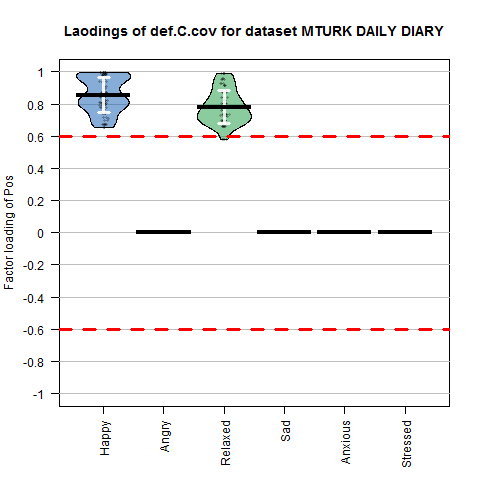 Laodings of def.C.cov for dataset MTURK DAILY DIARY
Factor loading of Pos
1
0.8
0.6
0.4
0.2
0
-0.2
-0.4
-0.6
-0.8
-1
Happy
Angry
Relaxed
Sad
Anxious
Stressed